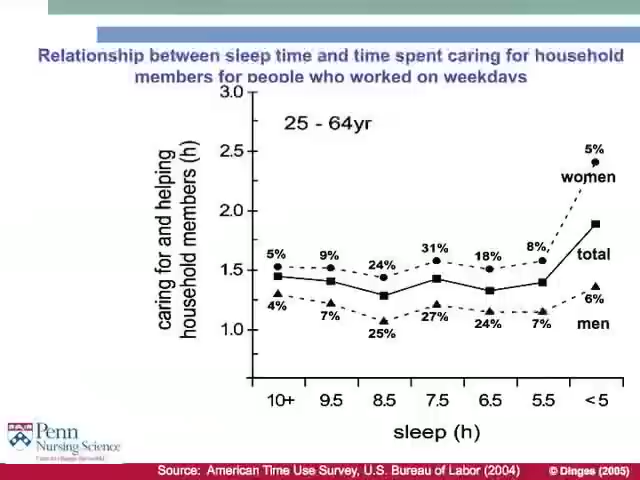 Relationship between sleep time and time spent caring for household
members for people who worked on weekdays
3.0
25 - 64yr
2.5
2.0
1.5
1.0
caring for and helping
household members (h)
5%
women
5%
9%
24%
31%
18%
8%
total
4%
7%
25%
27%
24%
7%
6%
men
10+ 9.5 8.5 7.5 6.5 5.5 <5
sleep (h)
Penn
Nursing Science
Source: American Time Use Survey, U.S. Bureau of Labor (2004) © Dinges (2005)